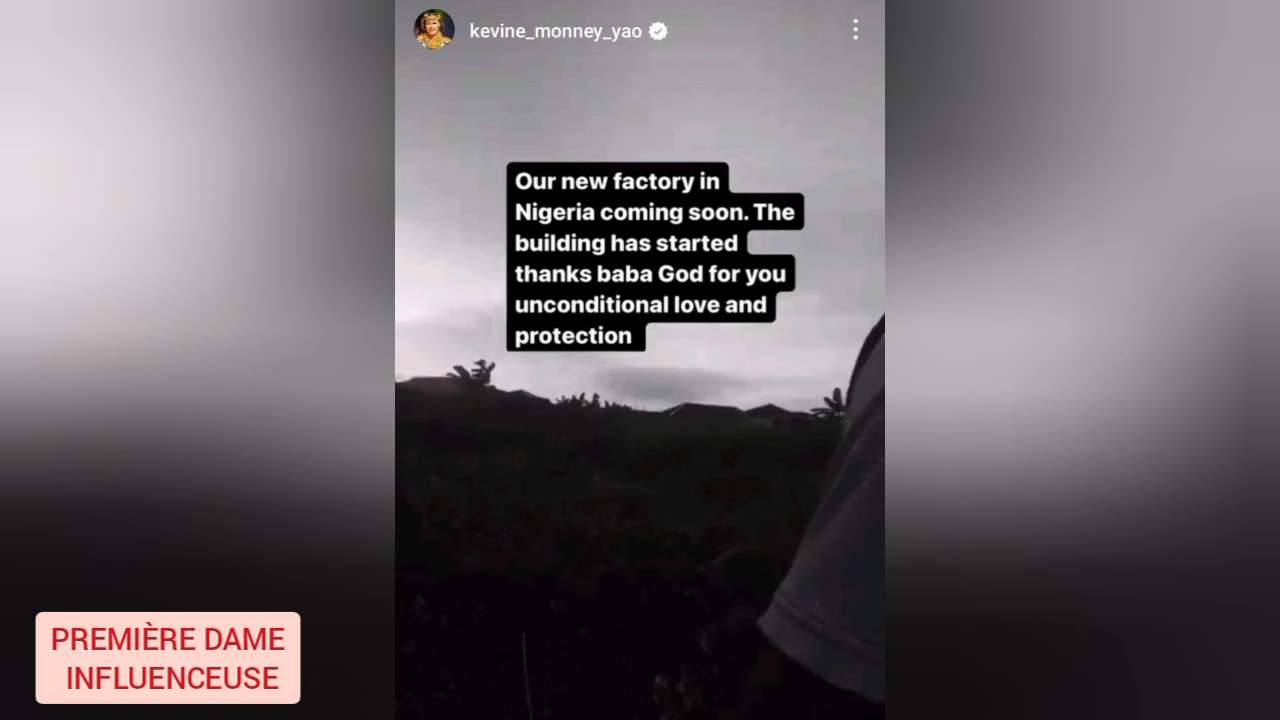 kevine_monney_yao
Our new factory in
Nigeria coming soon. The
building has started
thanks baba God for you
unconditional love and
protection
PREMIÈRE DAME
INFLUENCEUSE